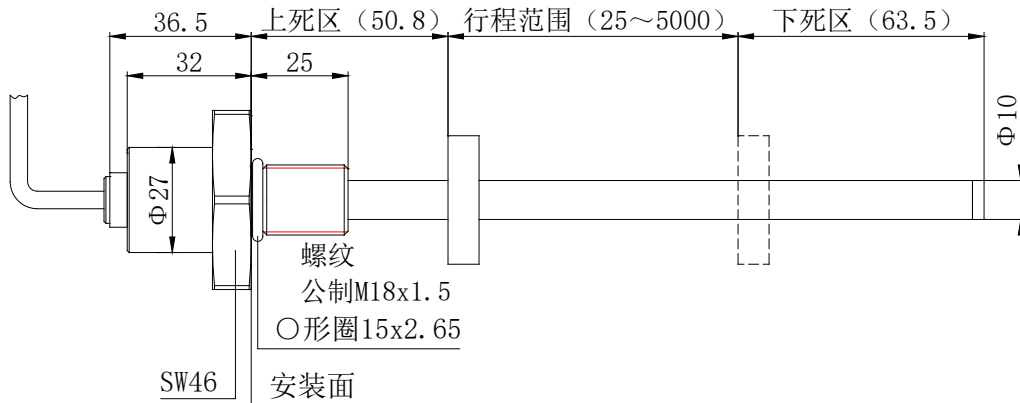 36.5
上死区（50.8）
行程范围（25～5000）
下死区（63.5）
32
25
Φ10
Φ27
螺纹
公制M18x1.5
○形圈15x2.65
SW46
安装面